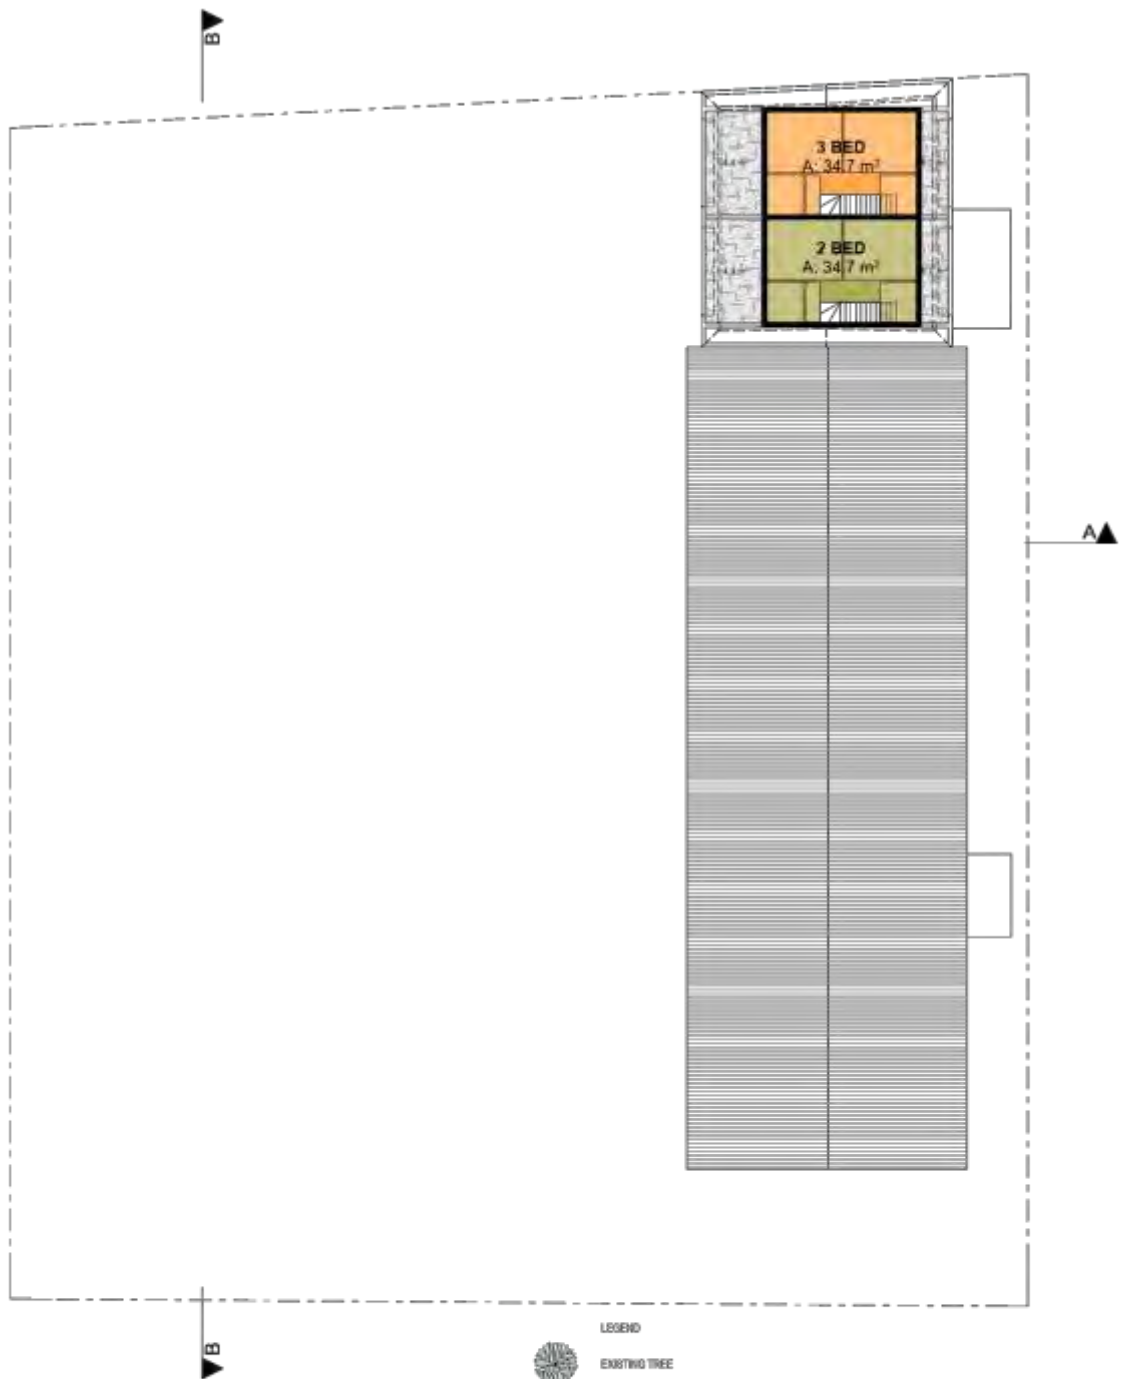 B
3 BED
A: 34.7 m²
2 BED
A: 34.7 m²
A
B
LEGEND
EXISTING TREE